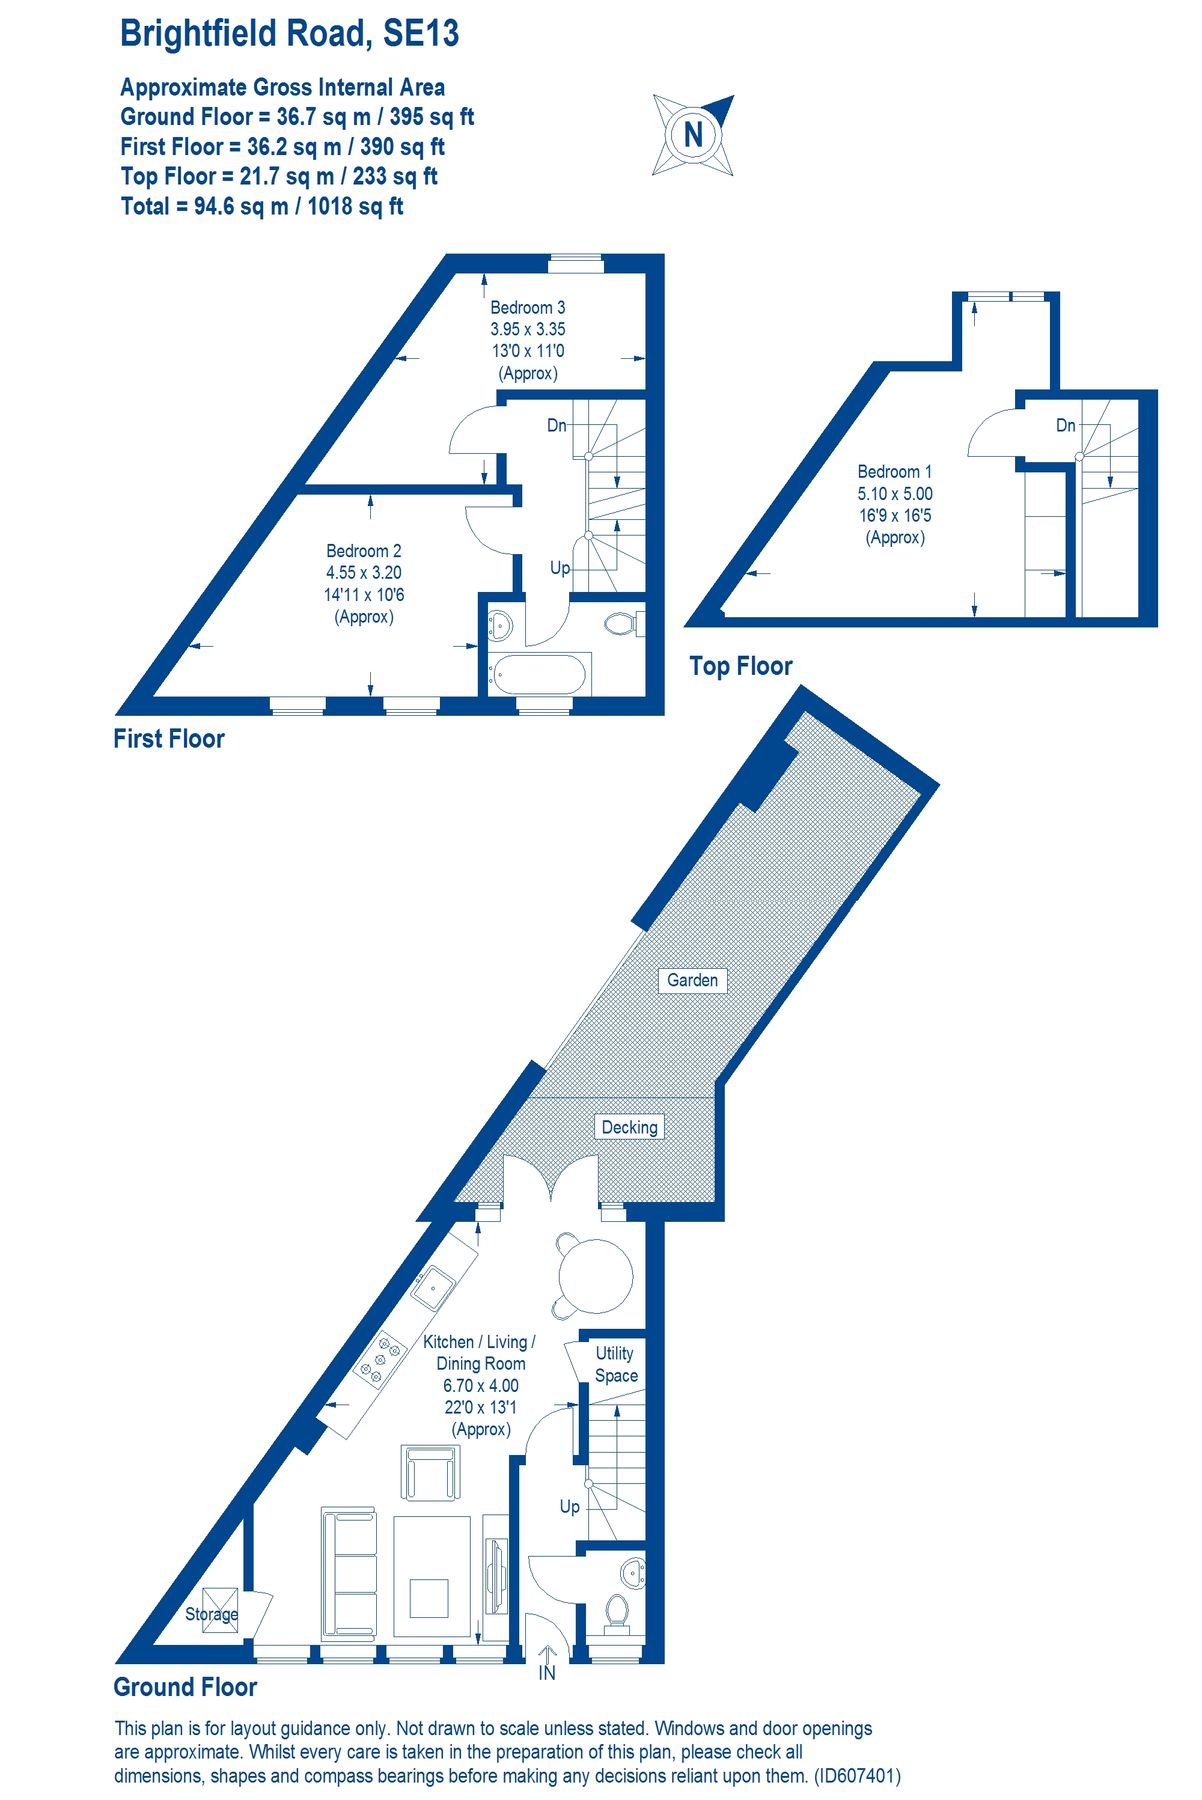 Brightfield Road, SE13
Approximate Gross Internal Area
Ground Floor = 36.7 sq m / 395 sq ft
First Floor = 36.2 sq m / 390 sq ft
Top Floor = 21.7 sq m / 233 sq ft
Total = 94.6 sq m / 1018 sq ft
N
Bedroom 3
3.95 x 3.35
13'0 x 11'0
(Approx)
Dn
Bedroom 2
4.55 x 3.20
14'11 x 10'6
(Approx)
Up
First Floor
Dn
Bedroom 1
5.10 x 5.00
16'9 x 16'5
(Approx)
Top Floor
Garden
Decking
Kitchen / Living /
Dining Room
6.70 x 4.00
22'0 x 13'1
(Approx)
Utility
Space
Up
Storage
IN
Ground Floor
This plan is for layout guidance only. Not drawn to scale unless stated. Windows and door openings
are approximate. Whilst every care is taken in the preparation of this plan, please check all
dimensions, shapes and compass bearings before making any decisions reliant upon them. (ID607401)